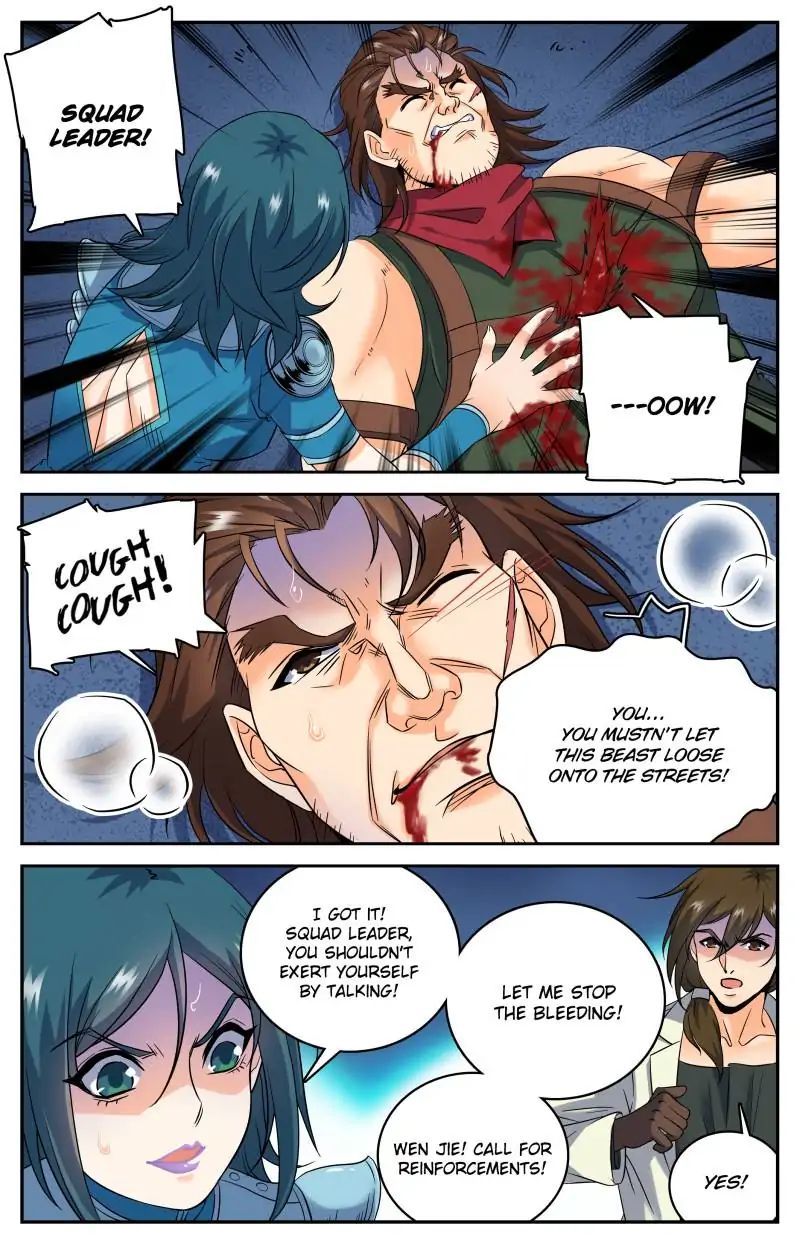 SQUAD
LEADER!
---OOW!
COUGH
COUGH!
YOU...
YOU MUSTN'T LET
THIS BEAST LOOSE
ONTO THE STREETS!
I GOT IT!
SQUAD LEADER,
YOU SHOULDN'T
EXERT YOURSELF
BY TALKING!
LET ME STOP
THE BLEEDING!
WEN JIE! CALL FOR
REINFORCEMENTS!
YES!